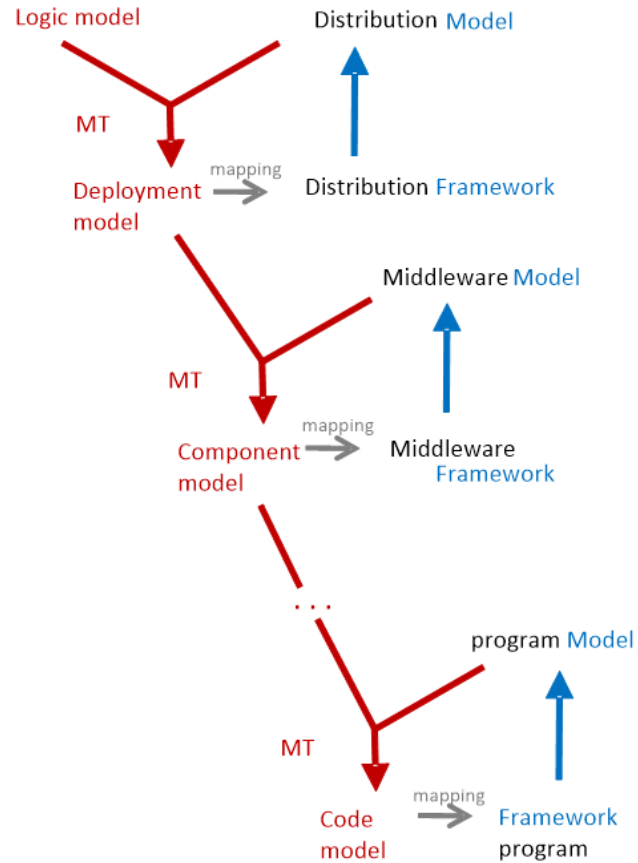 Logic model
Distribution Model
MT
mapping
Deployment
model
Distribution Framework
Middleware Model
MT
mapping
Component
model
Middleware
Framework
. . .
program Model
MT
mapping
Code
model
Framework
program